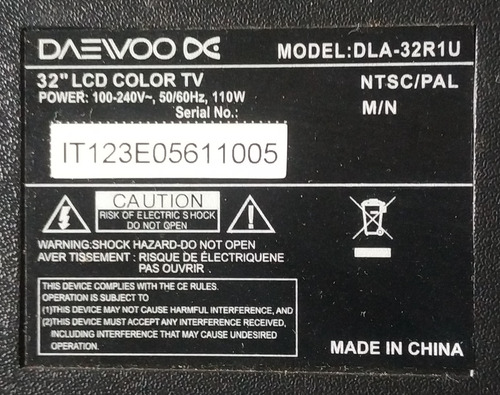 DAEWOO
MODEL:DLA-32R1U
32" LCD COLOR TV
NTSC/PAL
POWER: 100-240V~, 50/60Hz, 110W
M/N
Serial No.:
IT123E05611005
CAUTION
RISK OF ELECTRIC SHOCK
DO NOT OPEN
WARNING:SHOCK HAZARD-DO NOT OPEN
AVER TISSEMENT : RISQUE DE ÉLECTRIQUENE
PAS OUVRIR .
THIS DEVICE COMPLIES WITH THE CE RULES.
OPERATION IS SUBJECT TO
(1)THIS DEVICE MAY NOT CAUSE HARMFUL INTERFERENCE, AND
(2)THIS DEVICE MUST ACCEPT ANY INTERFERENCE RECEIVED,
INCLUDING INTERFERENCE THAT MAY CAUSE UNDESIRED
OPERATION.
MADE IN CHINA